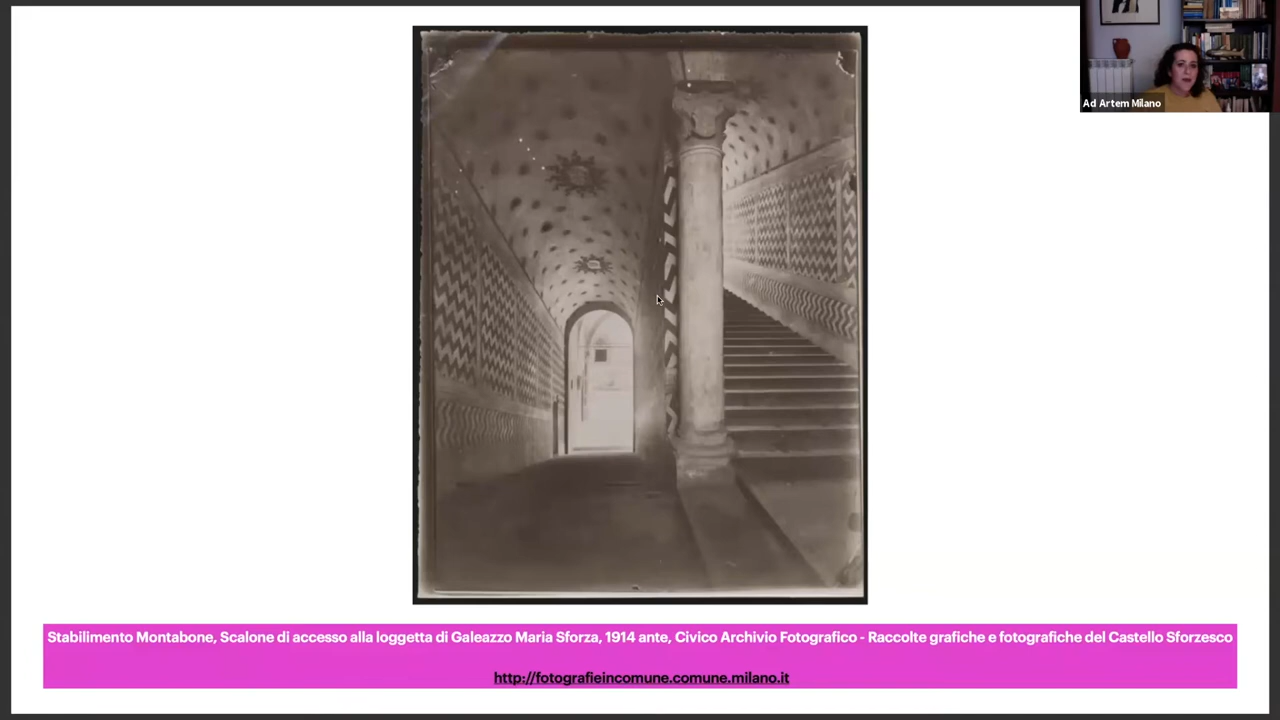 Ad Artem Milano
Stabilimento Montabone, Scalone di accesso alla loggetta di Galeazzo Maria Sforza, 1914 ante, Civico Archivio Fotografico - Raccolte grafiche e fotografiche del Castello Sforzesco
http://fotografieincomune.comune.milano.it